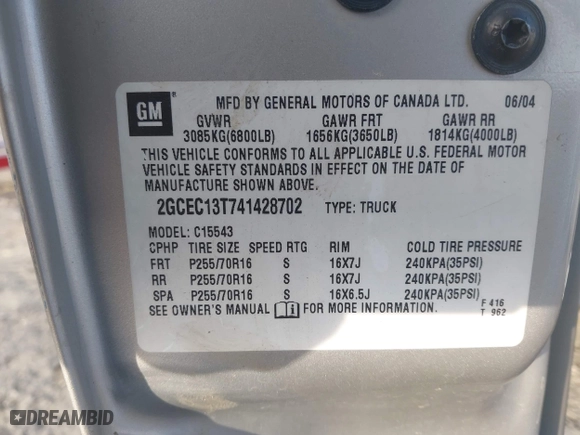 GM
MFD BY GENERAL MOTORS OF CANADA LTD. 06/04
GVWR GAWR FRT GAWR RR
3085KG(6800LB) 1656KG(3650LB) 1814KG(4000LB)
THIS VEHICLE CONFORMS TO ALL APPLICABLE U.S. FEDERAL MOTOR
VEHICLE SAFETY STANDARDS IN EFFECT ON THE DATE OF
MANUFACTURE SHOWN ABOVE.
2GCEC13T741428702 TYPE: TRUCK
MODEL: C15543
CPHP TIRE SIZE SPEED RTG RIM COLD TIRE PRESSURE
FRT P255/70R16 S 16X7J 240KPA(35PSI)
RR P255/70R16 S 16X7J 240KPA(35PSI)
SPA P255/70R16 S 16X6.5J 240KPA(35PSI)
SEE OWNER'S MANUAL i FOR MORE INFORMATION. F 416
T 962
DREAMBID